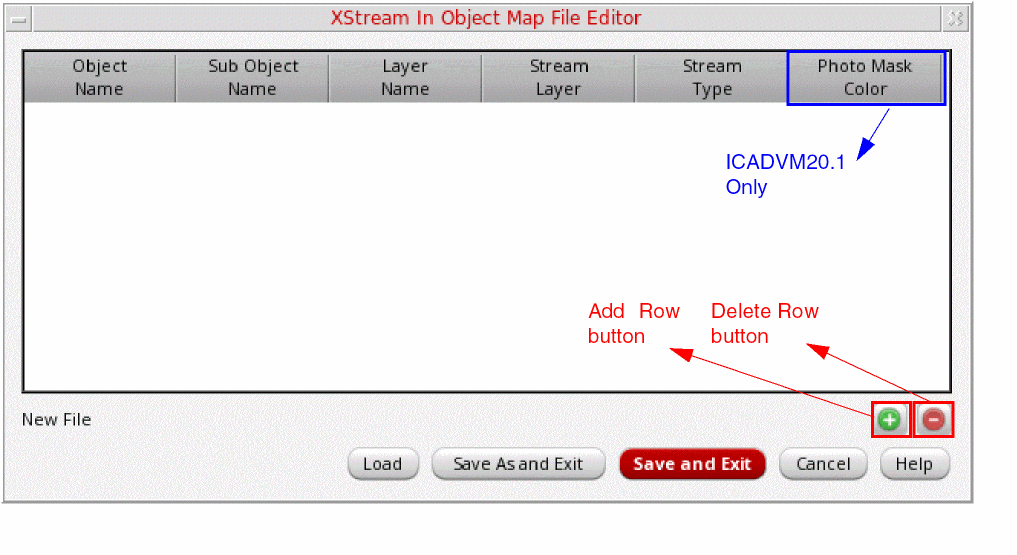 XStream In Object Map File Editor
Object Name
Sub Object Name
Layer Name
Stream Layer
Stream Type
Photo Mask Color
ICADVM20.1
Only
Add Row
button
Delete Row
button
New File
Load
Save As and Exit
Save and Exit
Cancel
Help